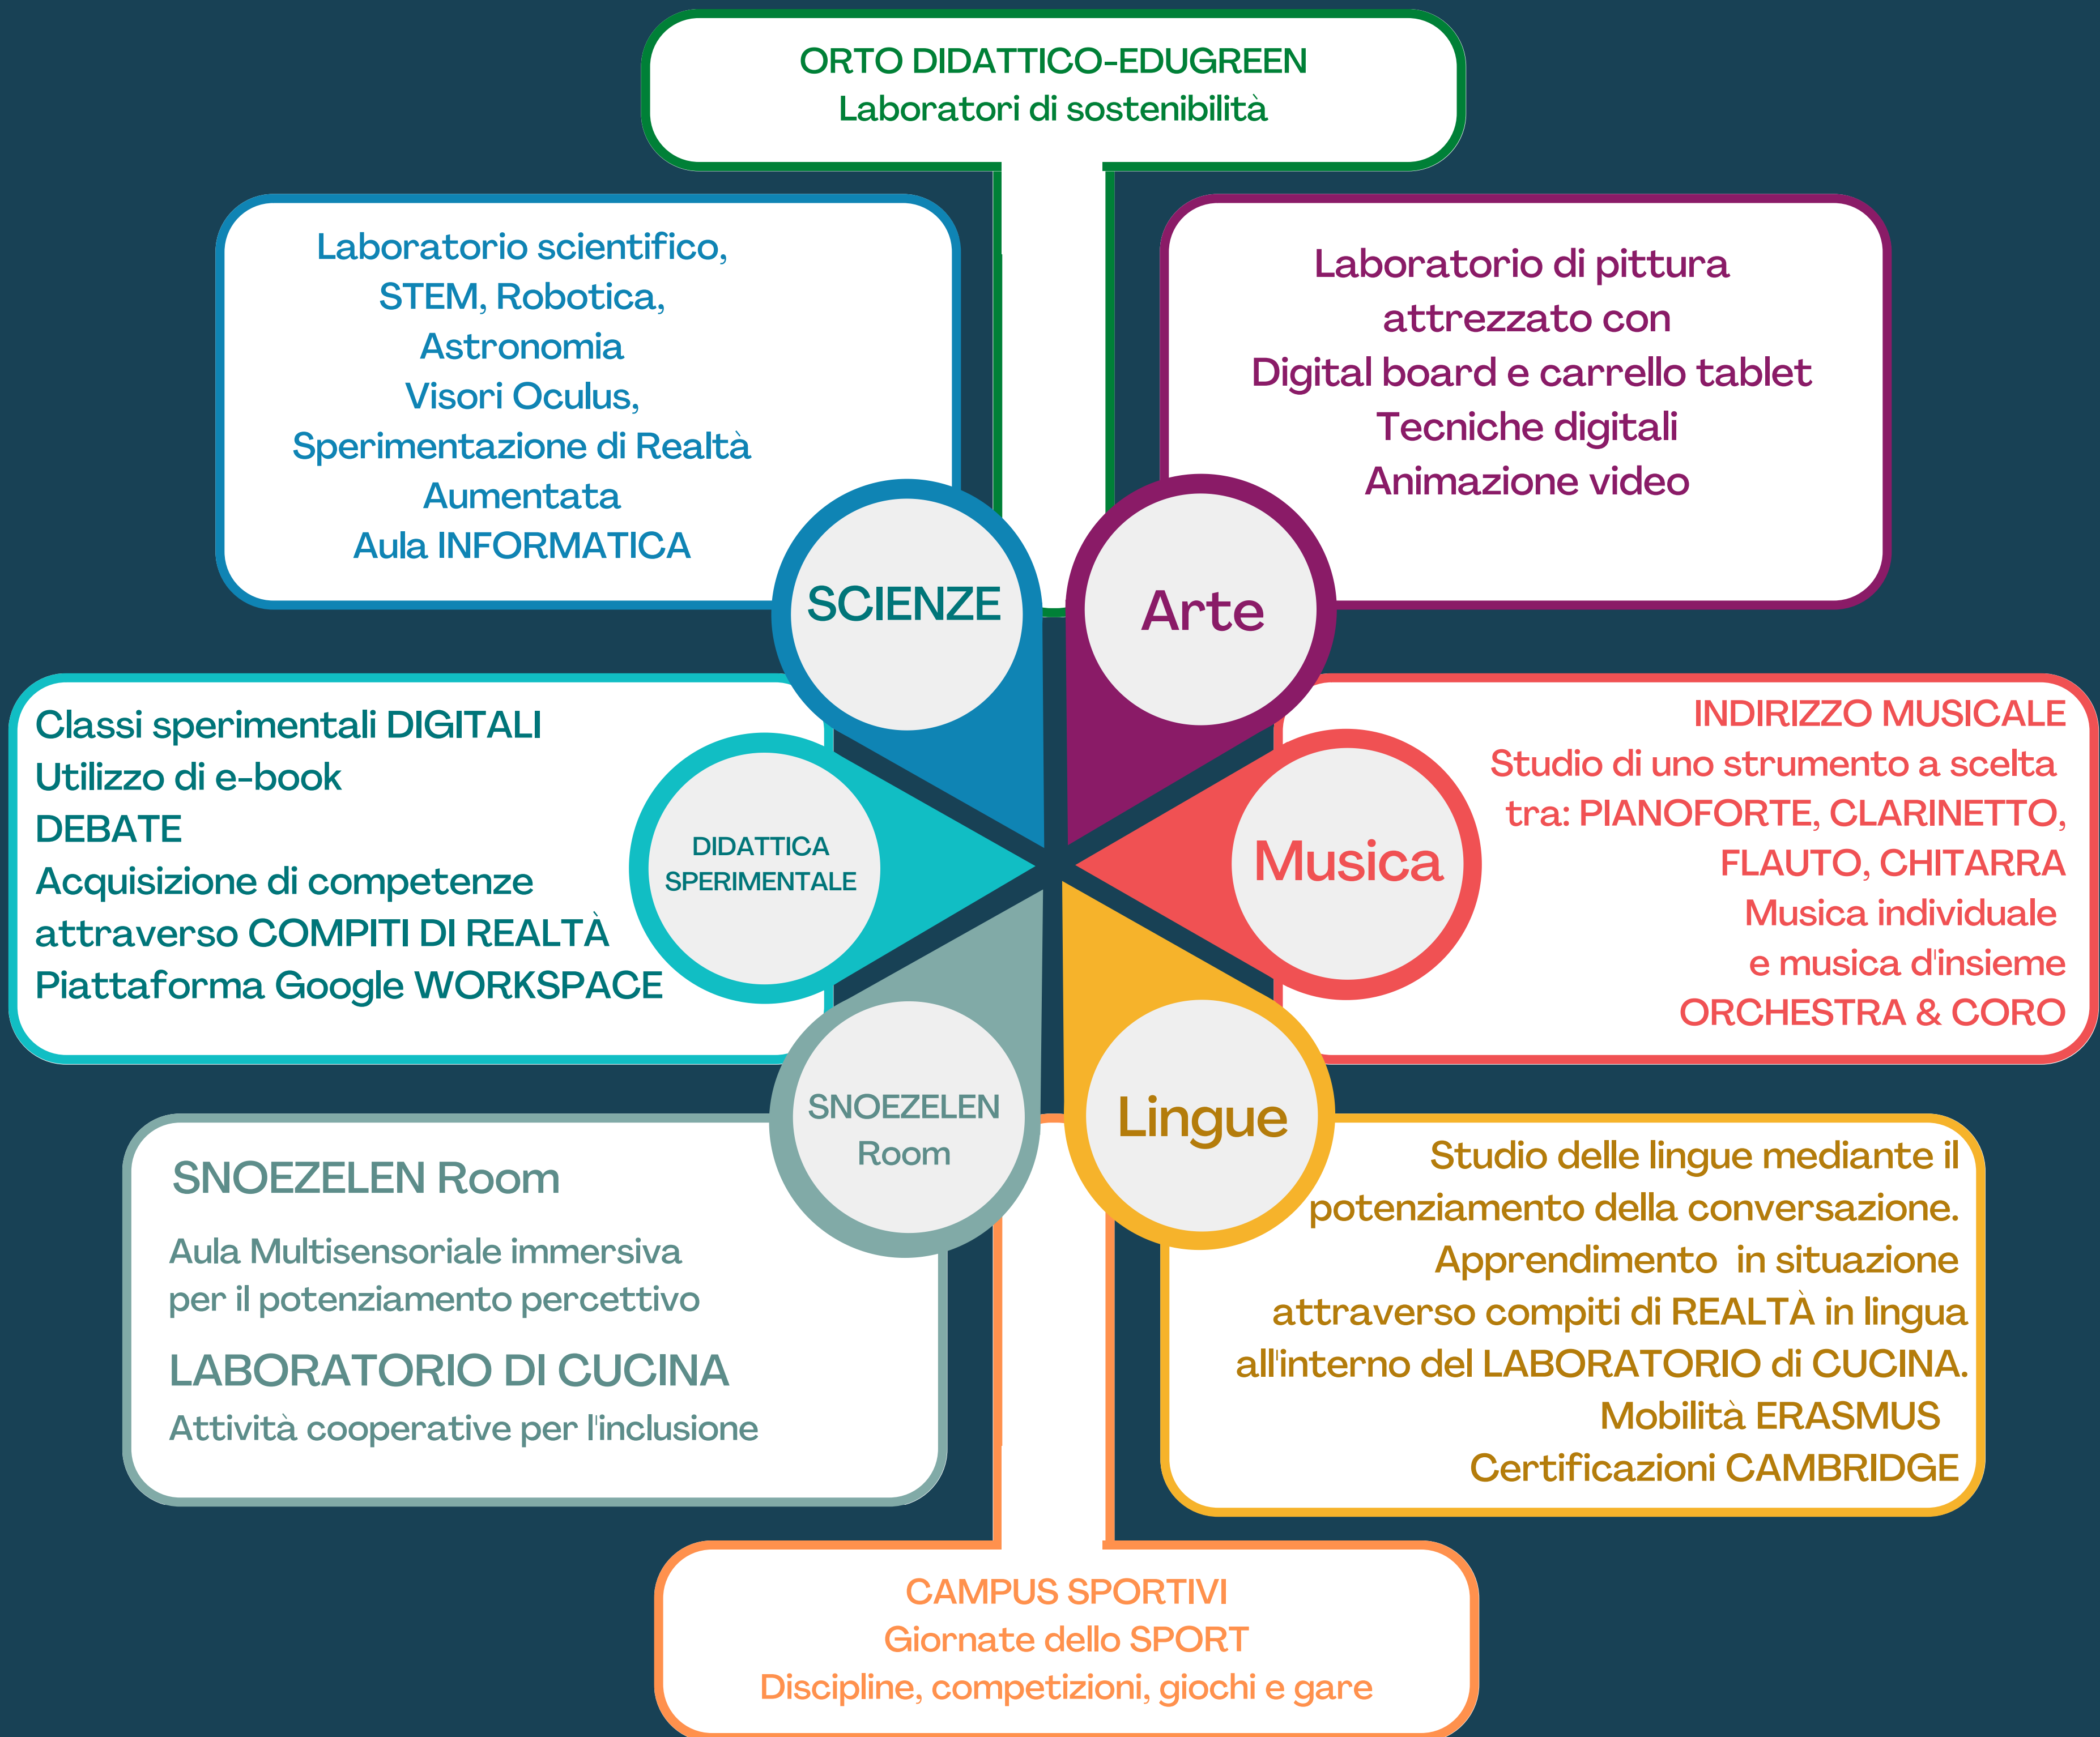 ORTO DIDATTICO-EDUGREEN
Laboratori di sostenibilità
Laboratorio scientifico,
STEM, Robotica,
Astronomia
Visori Oculus,
Sperimentazione di Realtà
Aumentata
Aula INFORMATICA
SCIENZE
Laboratorio di pittura
attrezzato con
Digital board e carrello tablet
Tecniche digitali
Animazione video
Arte
Classi sperimentali DIGITALI
Utilizzo di e-book
DEBATE
Acquisizione di competenze
attraverso COMPITI DI REALTÀ
Piattaforma Google WORKSPACE
DIDATTICA
SPERIMENTALE
Musica
INDIRIZZO MUSICALE
Studio di uno strumento a scelta
tra: PIANOFORTE, CLARINETTO,
FLAUTO, CHITARRA
Musica individuale
e musica d'insieme
ORCHESTRA & CORO
SNOEZELEN
Room
SNOEZELEN Room
Aula Multisensoriale immersiva
per il potenziamento percettivo
LABORATORIO DI CUCINA
Attività cooperative per l'inclusione
Lingue
Studio delle lingue mediante il
potenziamento della conversazione.
Apprendimento in situazione
attraverso compiti di REALTÀ in lingua
all'interno del LABORATORIO di CUCINA.
Mobilità ERASMUS
Certificazioni CAMBRIDGE
CAMPUS SPORTIVI
Giornate dello SPORT
Discipline, competizioni, giochi e gare